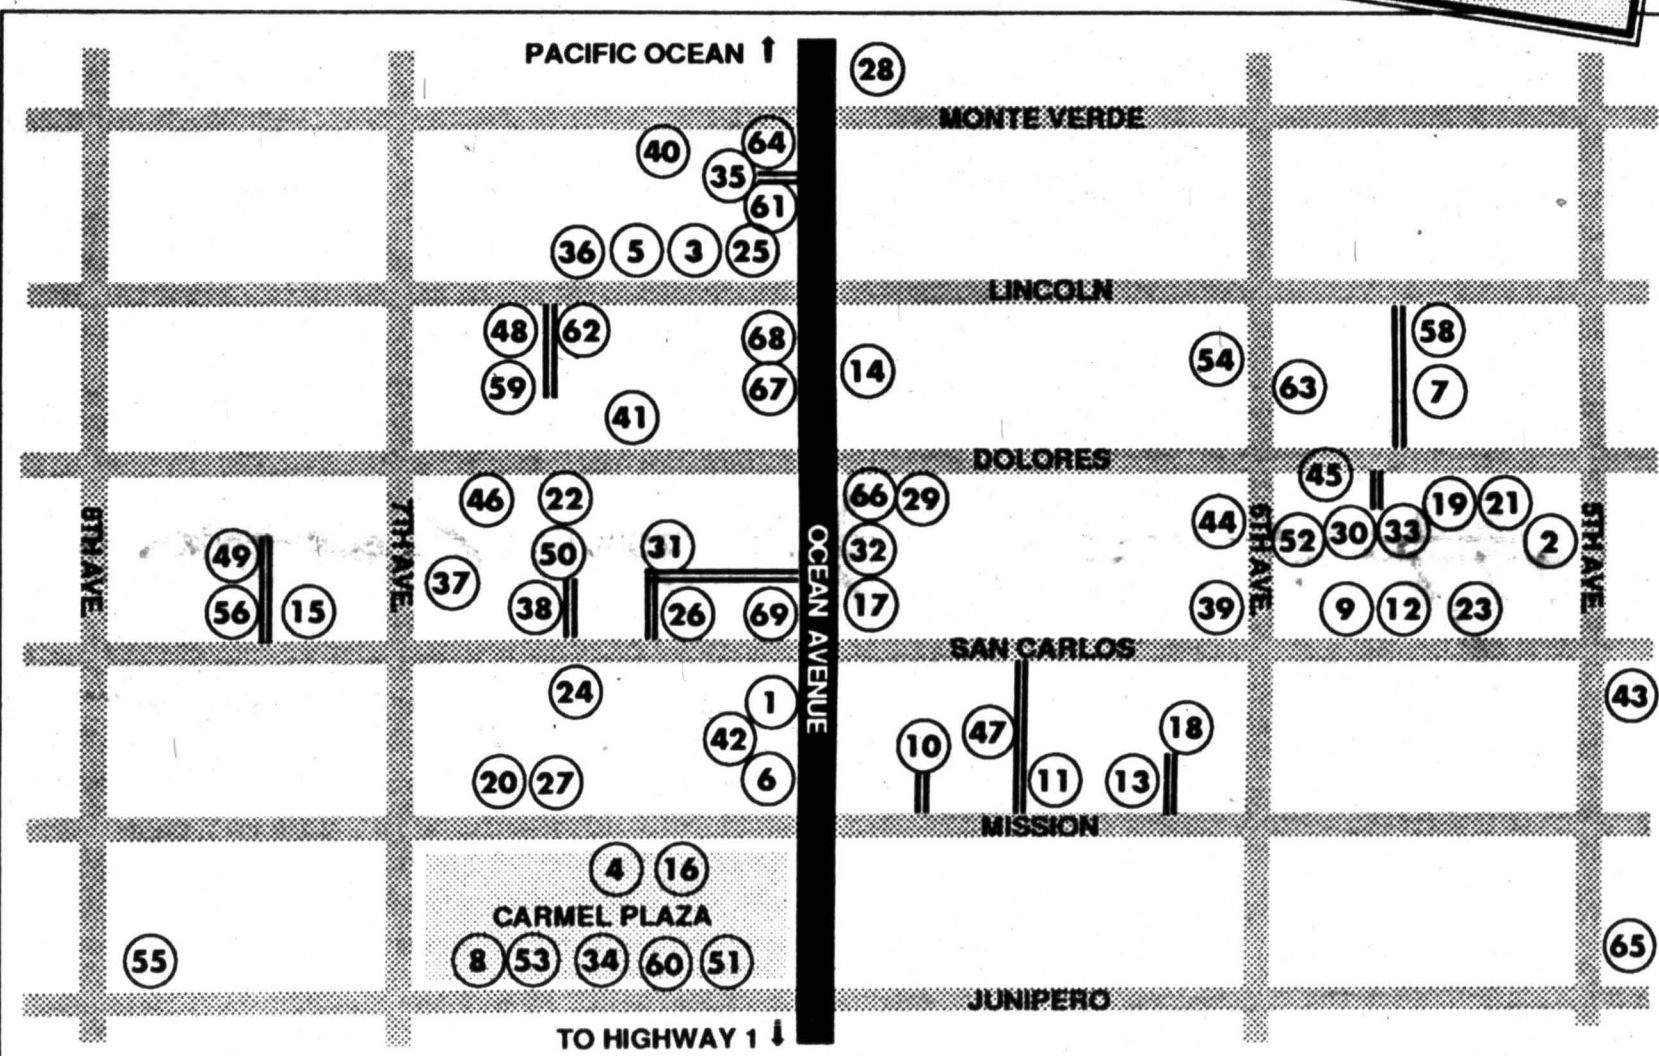 PACIFIC OCEAN ↑
28
MONTE VERDE
40 64
35
61
36 5 3 25
LINCOLN
48 62 68 54 58
59 67 14 63 7
41
DOLORES
45
46 22 66 29 44 19 21
49 50 31 32 52 30 33 2
37
56 15 38 26 69 17 39 9 12 23
8TH AVE.
7TH AVE.
OCEAN AVENUE
6TH AVE.
5TH AVE.
SAN CARLOS
24 1 43
42 10 47 18
20 27 6 11 13
MISSION
4 16
CARMEL PLAZA
55 8 53 34 60 51 65
JUNIPERO
TO HIGHWAY 1 ↓